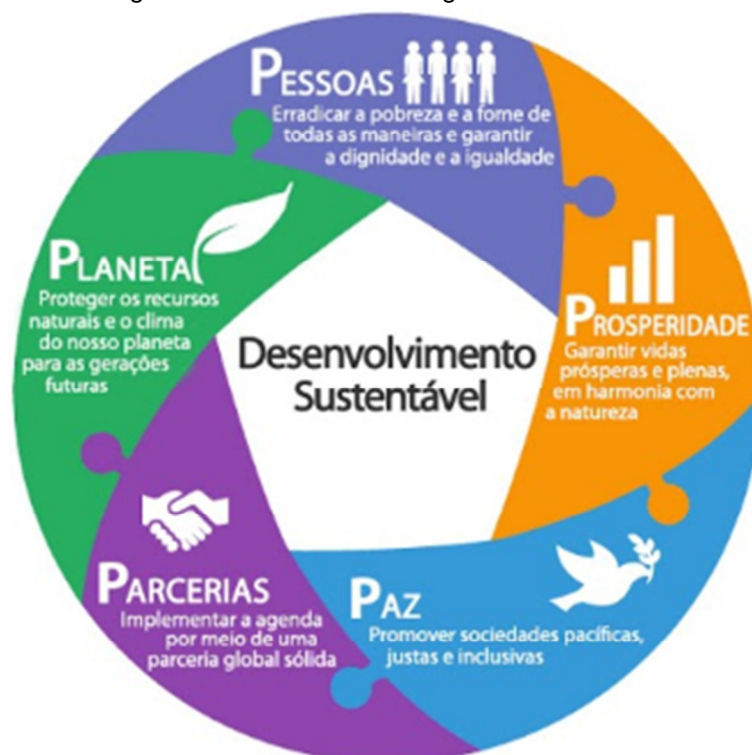 PESSOAS
Erradicar a pobreza e a fome de
todas as maneiras e garantir
a dignidade e a igualdade
PROSPERIDADE
Garantir vidas
prósperas e plenas,
em harmonia com
a natureza
PAZ
Promover sociedades pacíficas,
justas e inclusivas
PARCERIAS
Implementar a agenda
por meio de uma
parceria global sólida
PLANETA
Proteger os recursos
naturais e o clima
do nosso planeta
para as gerações
futuras
Desenvolvimento
Sustentável